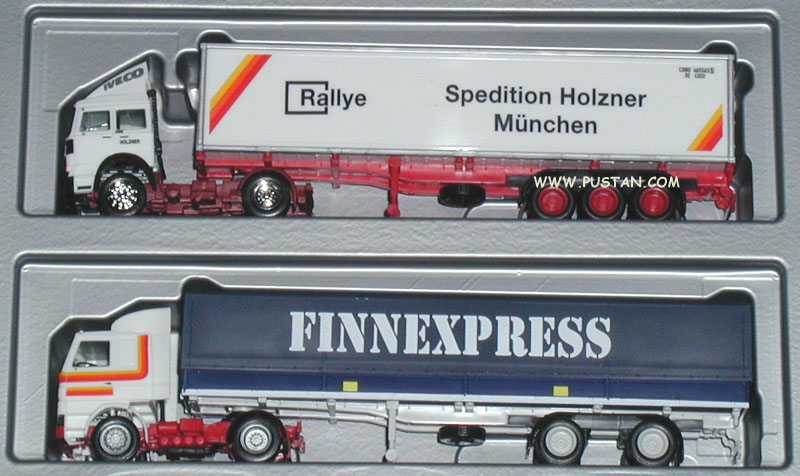 IVECO
HOLZNER
Rallye
Spedition Holzner
München
WWW.PUSTAN.COM
FINNEXPRESS